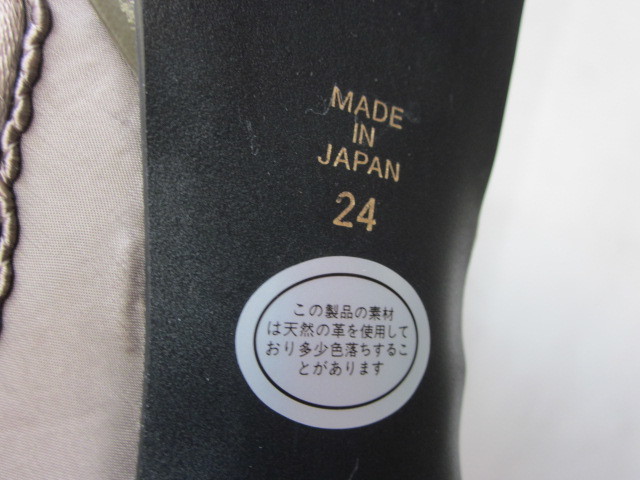 MADE
IN
JAPAN
24
この製品の素材
は天然の革を使用して
おり多少色落ちするこ
とがあります